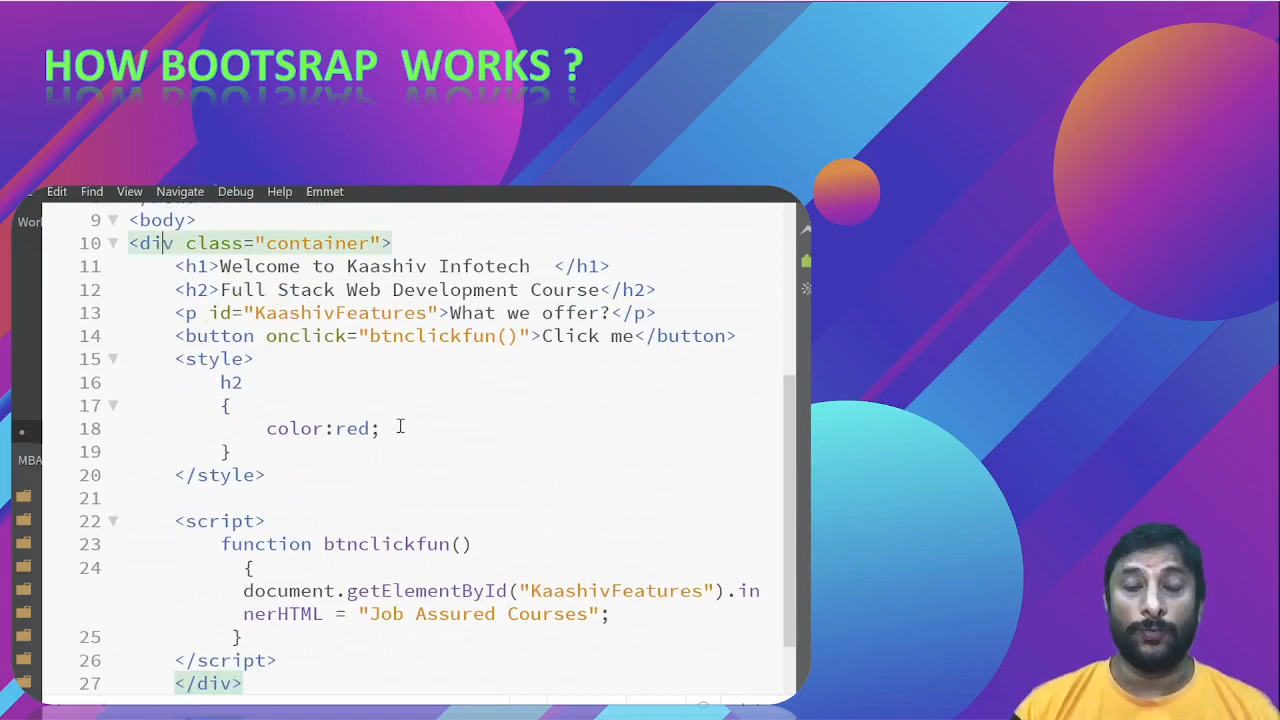 HOW BOOTSRAP WORKS ?
Edit Find View Navigate Debug Help Emmet
Work
9 <body>
10 <div class="container">
11 <h1>Welcome to Kaashiv Infotech </h1>
12 <h2>Full Stack Web Development Course</h2>
13 <p id="KaashivFeatures">What we offer?</p>
14 <button onclick="btnclickfun()">Click me</button>
15 <style>
16 h2
17 {
18 color:red;
19 }
20 </style>
21
22 <script>
23 function btnclickfun()
24 {
document.getElementById("KaashivFeatures").in
nerHTML = "Job Assured Courses";
25 }
26 </script>
27 </div>
MBA